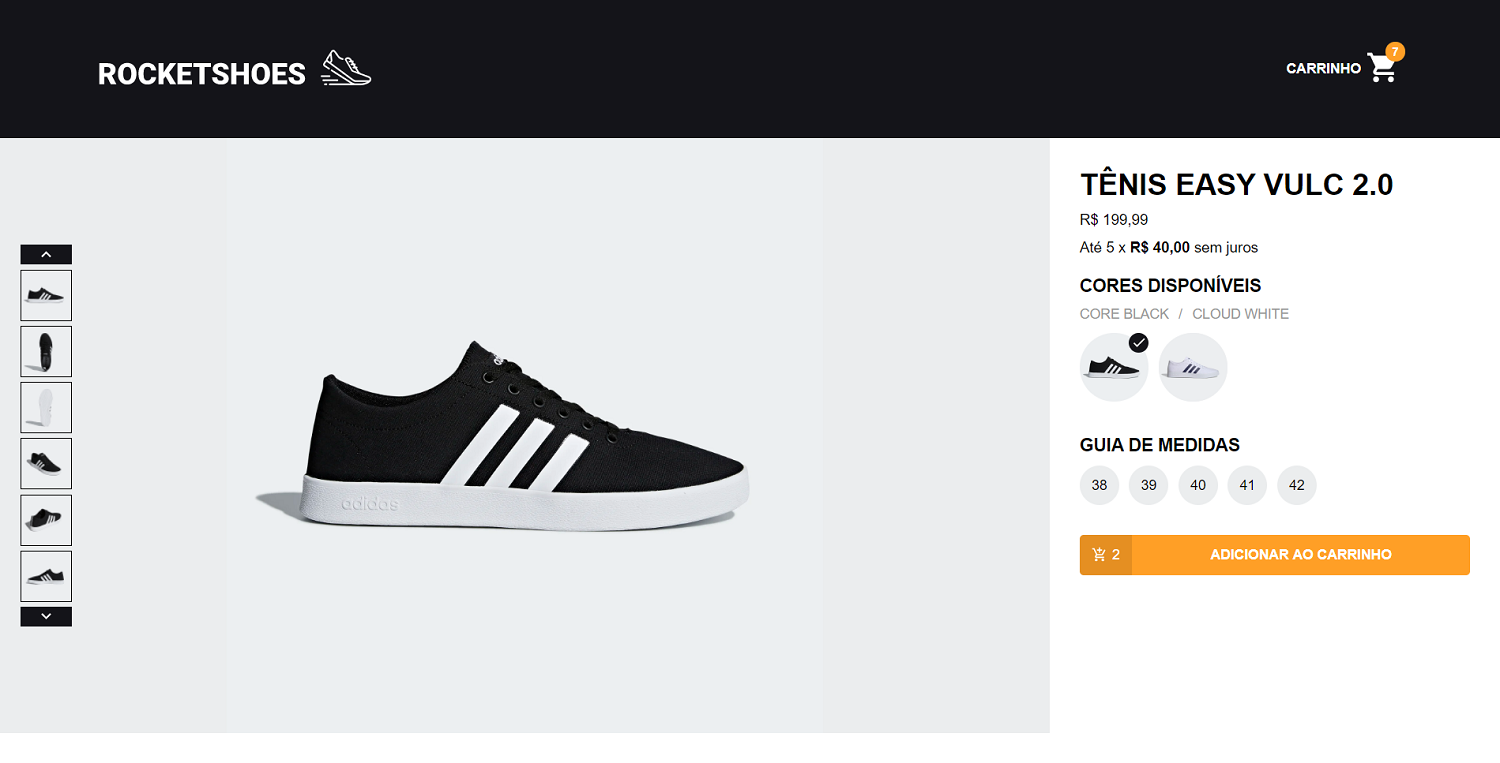 ROCKETSHOES
CARRINHO 7
TÊNIS EASY VULC 2.0
R$ 199,99
Até 5 x R$ 40,00 sem juros
CORES DISPONÍVEIS
CORE BLACK / CLOUD WHITE
GUIA DE MEDIDAS
38 39 40 41 42
2 ADICIONAR AO CARRINHO
adidas